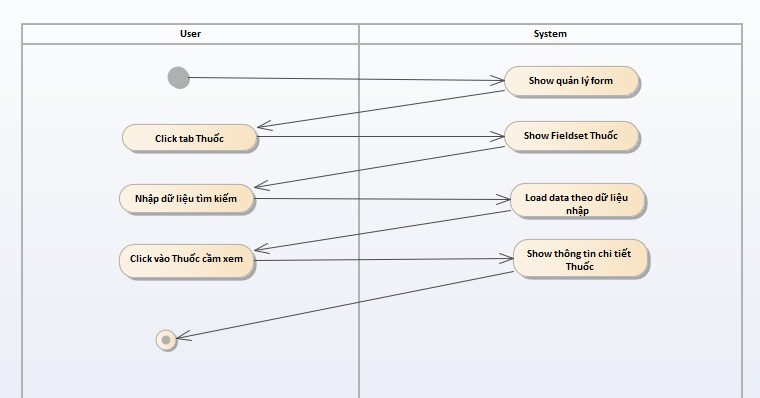 User
System
Show quản lý form
Click tab Thuốc
Show Fieldset Thuốc
Nhập dữ liệu tìm kiếm
Load data theo dữ liệu
nhập
Click vào Thuốc cầm xem
Show thông tin chi tiết
Thuốc